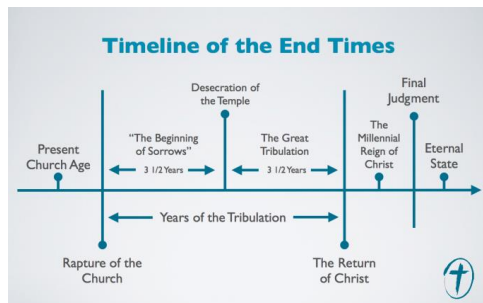 Timeline of the End Times
Desecration of
the Temple
Final
Judgment
Present
Church Age
"The Beginning
of Sorrows"
3 1/2 Years
The Great
Tribulation
3 1/2 Years
The
Millennial
Reign of
Christ
Eternal
State
Years of the Tribulation
Rapture of the
Church
The Return
of Christ